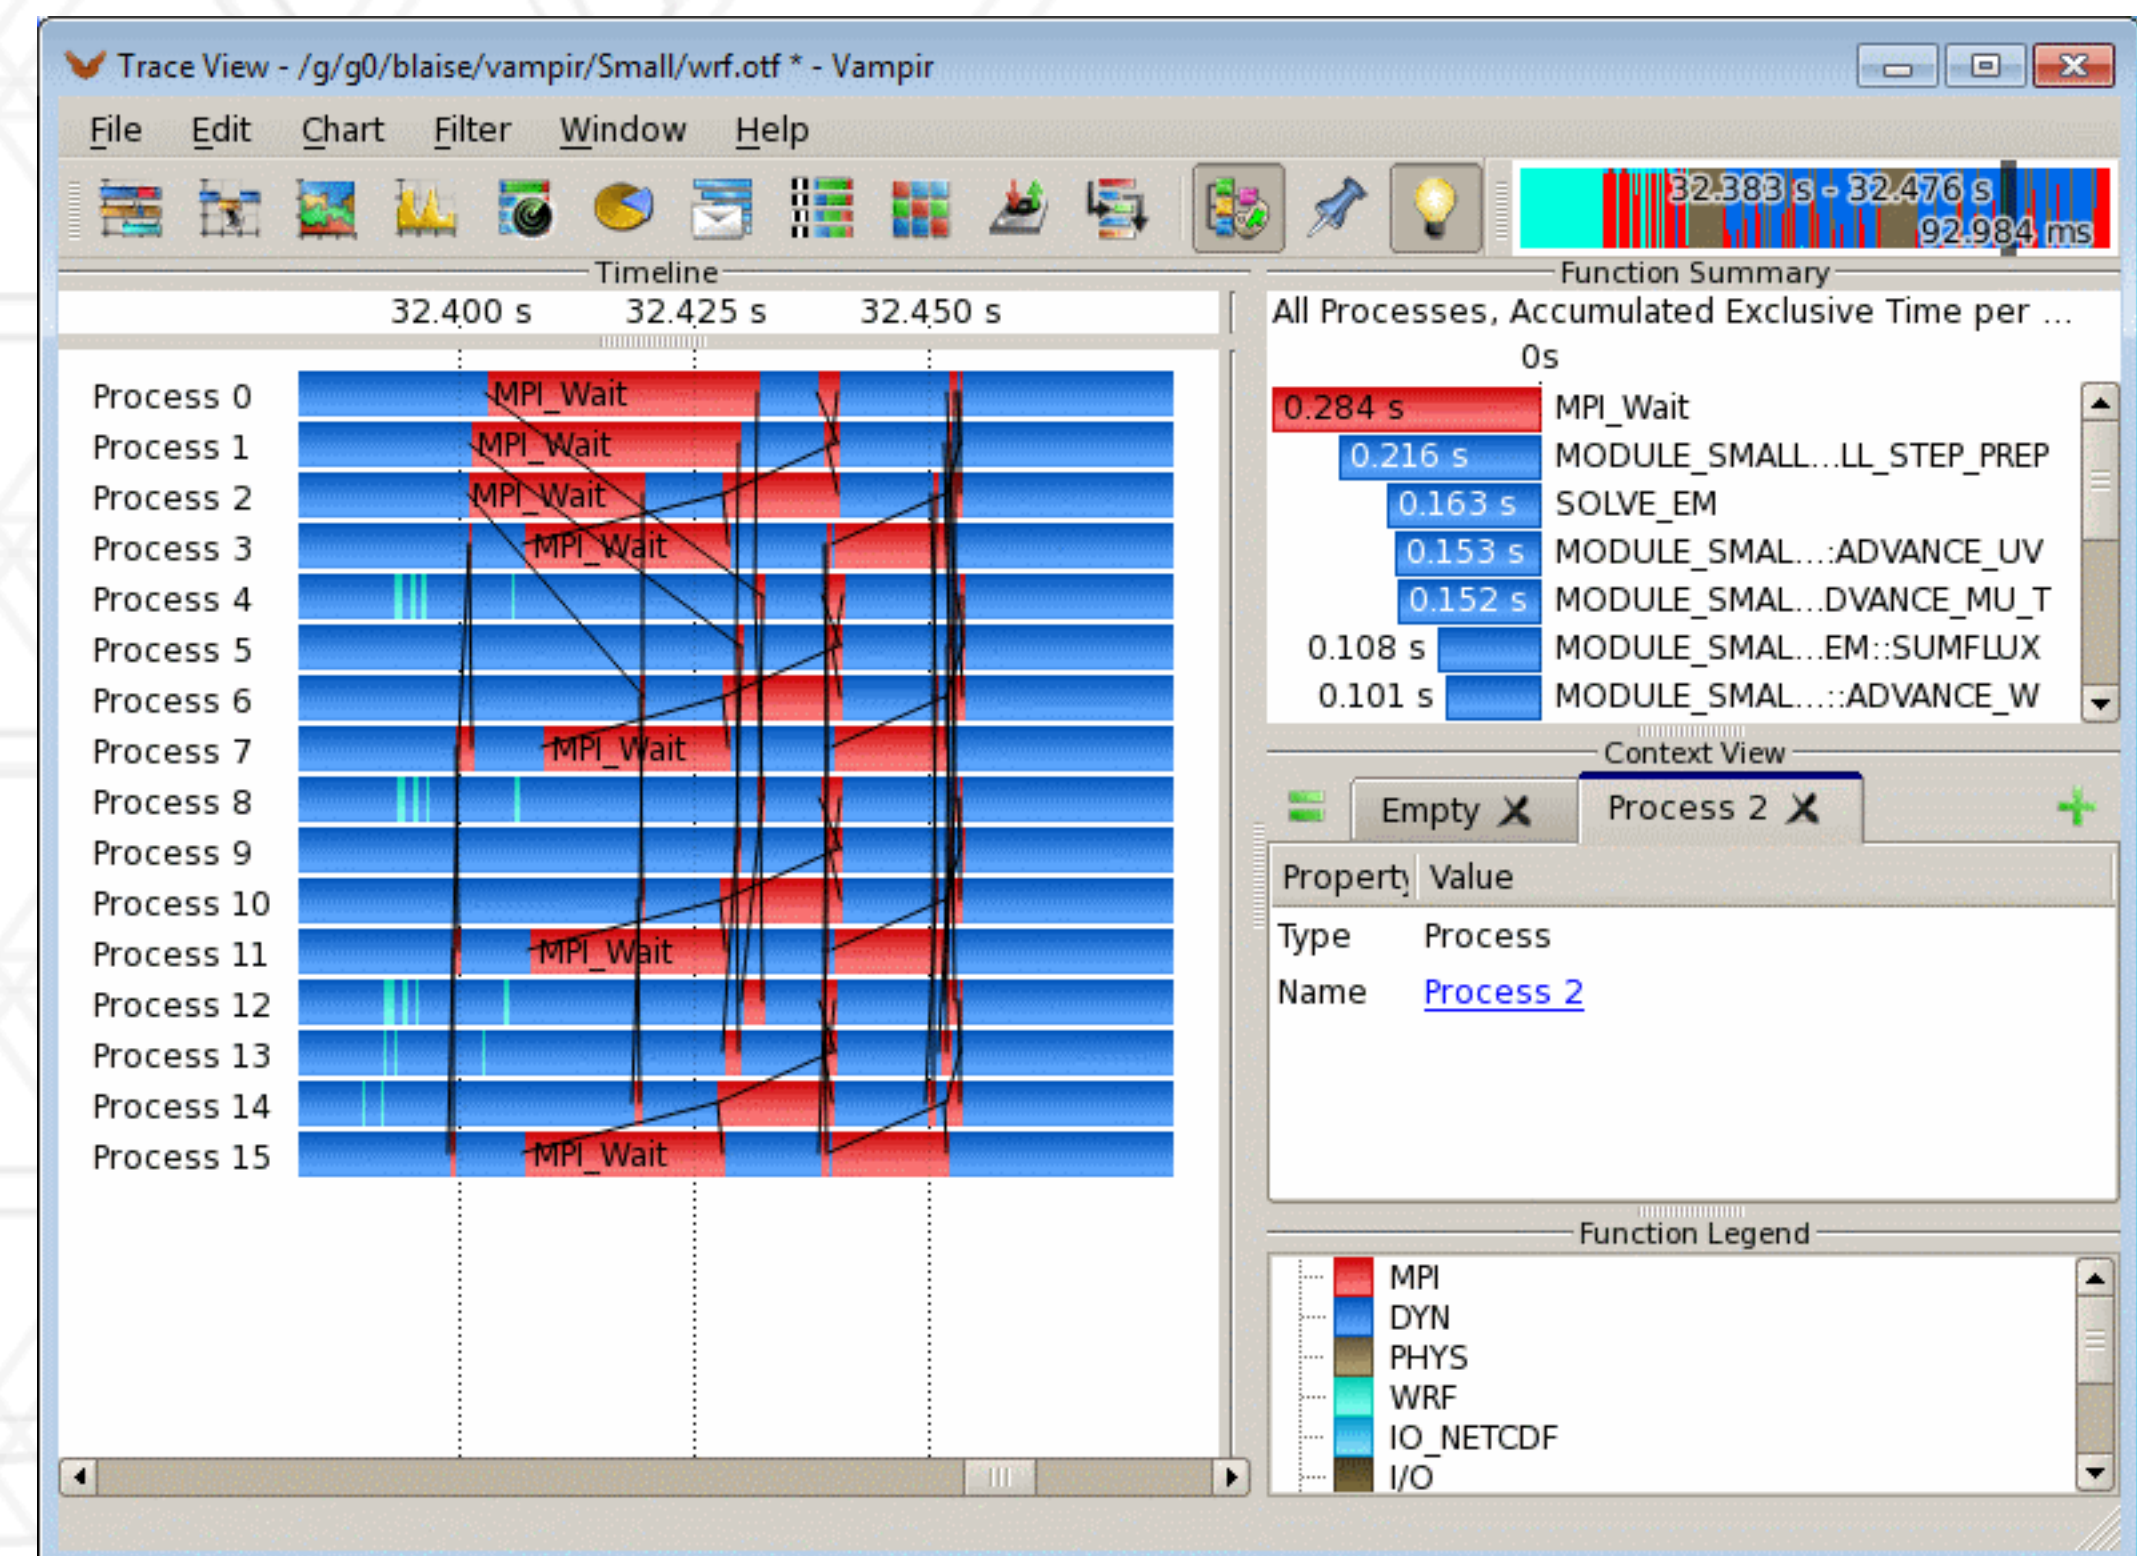 Trace View - /g/g0/blaise/vampir/Small/wrf.otf * - Vampir
File Edit Chart Filter Window Help
32.383 s - 32.476 s
92.984 ms
Timeline
32.400 s 32.425 s 32.450 s
Process 0 MPI_Wait
Process 1 MPI_Wait
Process 2 MPI_Wait
Process 3 MPI_Wait
Process 4
Process 5
Process 6
Process 7 MPI_Wait
Process 8
Process 9
Process 10
Process 11 MPI_Wait
Process 12
Process 13
Process 14
Process 15 MPI_Wait
Function Summary
All Processes, Accumulated Exclusive Time per ...
0s
0.284 s MPI_Wait
0.216 s MODULE_SMALL...LL_STEP_PREP
0.163 s SOLVE_EM
0.153 s MODULE_SMAL...:ADVANCE_UV
0.152 s MODULE_SMAL...DVANCE_MU_T
0.108 s MODULE_SMAL...EM::SUMFLUX
0.101 s MODULE_SMAL...::ADVANCE_W
Context View
Empty Process 2
Property Value
Type Process
Name Process 2
Function Legend
MPI
DYN
PHYS
WRF
IO_NETCDF
I/O